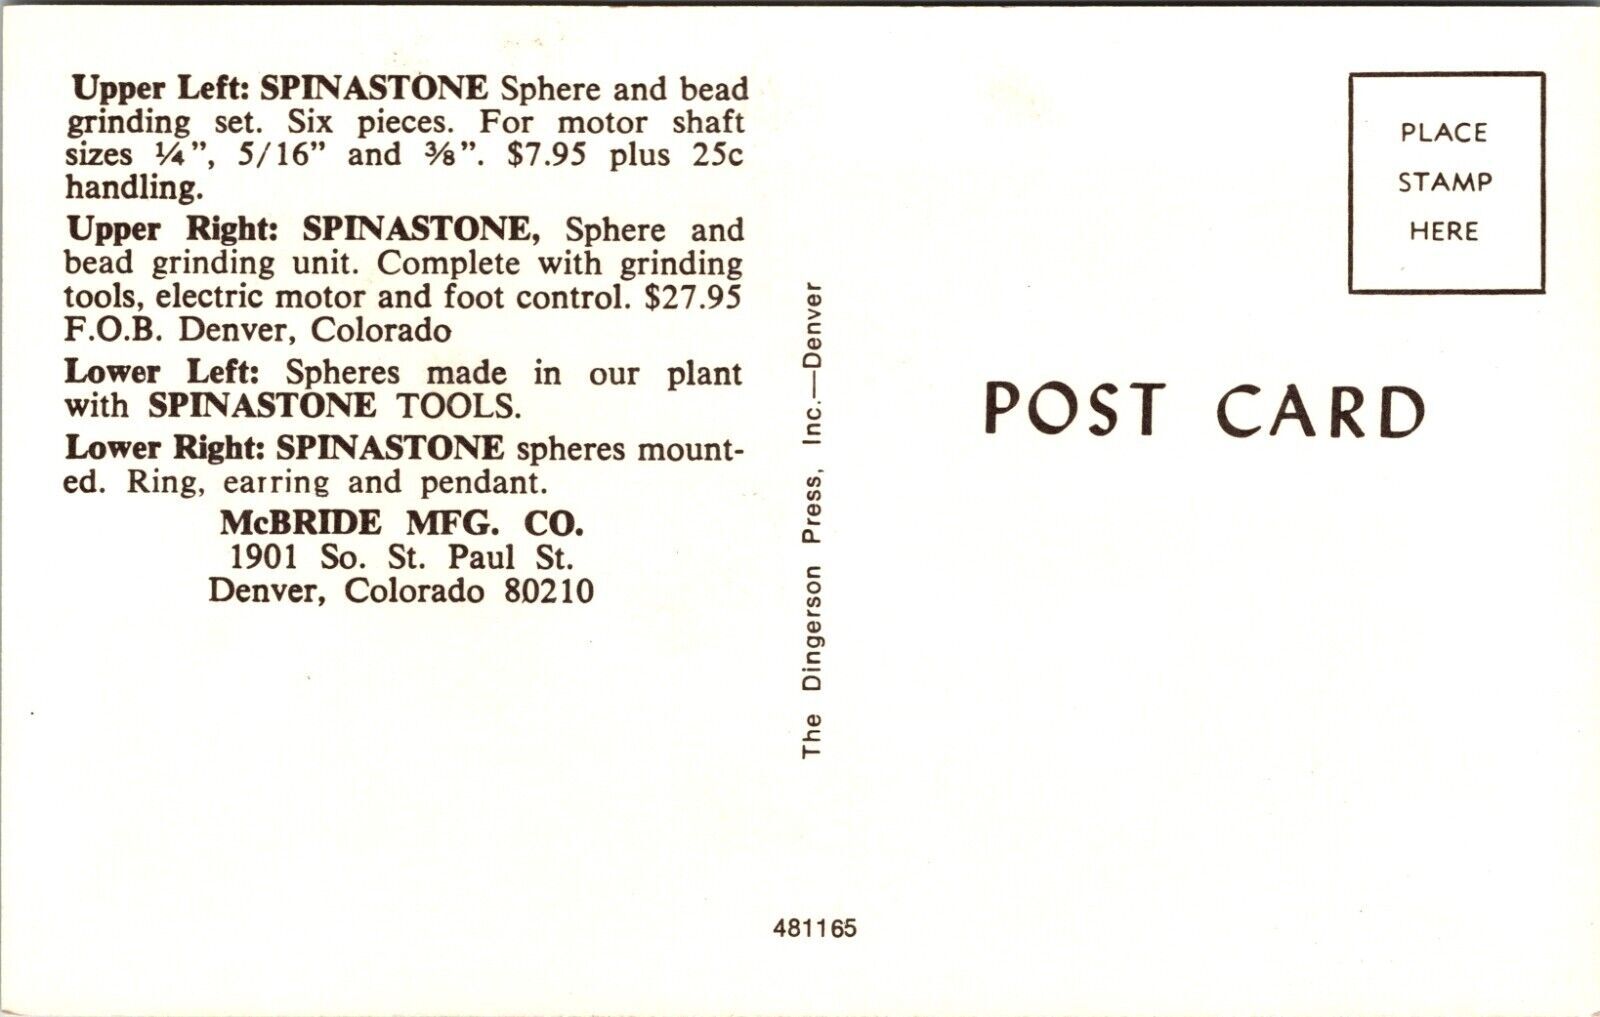 Upper Left: SPINASTONE Sphere and bead
grinding set. Six pieces. For motor shaft
sizes ¼”, 5/16” and ⅜”. $7.95 plus 25c
handling.
Upper Right: SPINASTONE, Sphere and
bead grinding unit. Complete with grinding
tools, electric motor and foot control. $27.95
F.O.B. Denver, Colorado
Lower Left: Spheres made in our plant
with SPINASTONE TOOLS.
Lower Right: SPINASTONE spheres mount-
ed. Ring, earring and pendant.
McBRIDE MFG. CO.
1901 So. St. Paul St.
Denver, Colorado 80210
The Dingerson Press, Inc.—Denver
481165
PLACE
STAMP
HERE
POST CARD